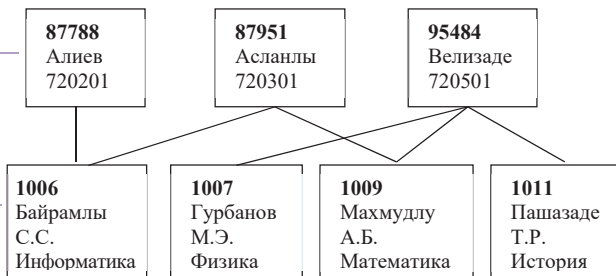 87788
Алиев
720201
87951
Асланлы
720301
95484
Велизаде
720501
1006
Байрамлы
С.С.
Информатика
1007
Гурбанов
М.Э.
Физика
1009
Махмудлу
А.Б.
Математика
1011
Пашазаде
Т.Р.
История